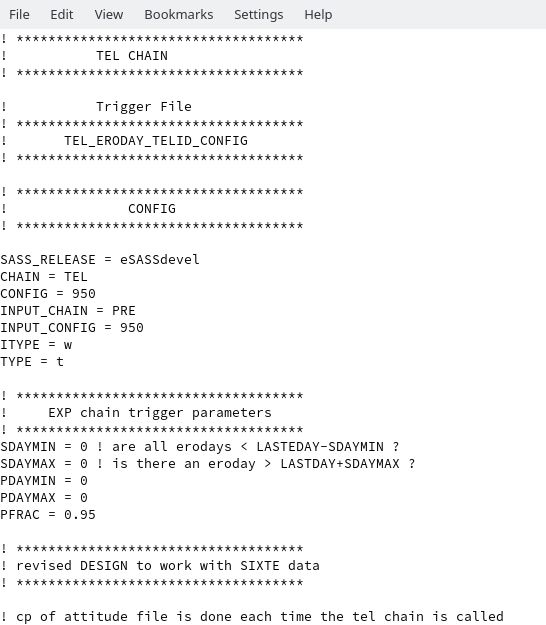 File Edit View Bookmarks Settings Help
! ************************************
! TEL CHAIN
! ************************************
! Trigger File
! ************************************
! TEL_ERODAY_TELID_CONFIG
! ************************************
! ************************************
! CONFIG
! ************************************
SASS_RELEASE = eSASSdevel
CHAIN = TEL
CONFIG = 950
INPUT_CHAIN = PRE
INPUT_CONFIG = 950
ITYPE = w
TYPE = t
! ************************************
! EXP chain trigger parameters
! ************************************
SDAYMIN = 0 ! are all erodays < LASTEDAY-SDAYMIN ?
SDAYMAX = 0 ! is there an eroday > LASTDAY+SDAYMAX ?
PDAYMIN = 0
PDAYMAX = 0
PFRAC = 0.95
! ************************************
! revised DESIGN to work with SIXTE data
! ************************************
! cp of attitude file is done each time the tel chain is called